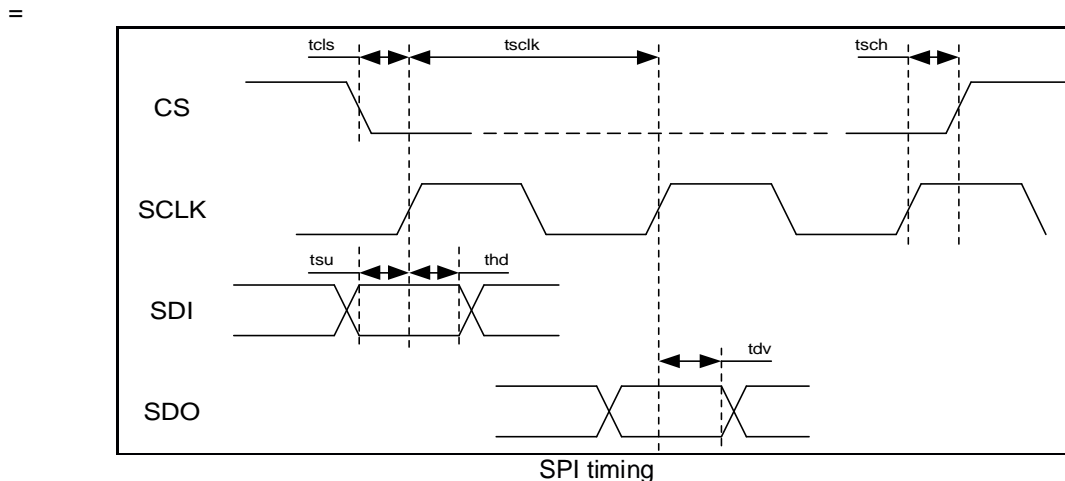 =
tcls tsclk tsch
CS
SCLK
tsu thd
SDI
tdv
SDO
SPI timing